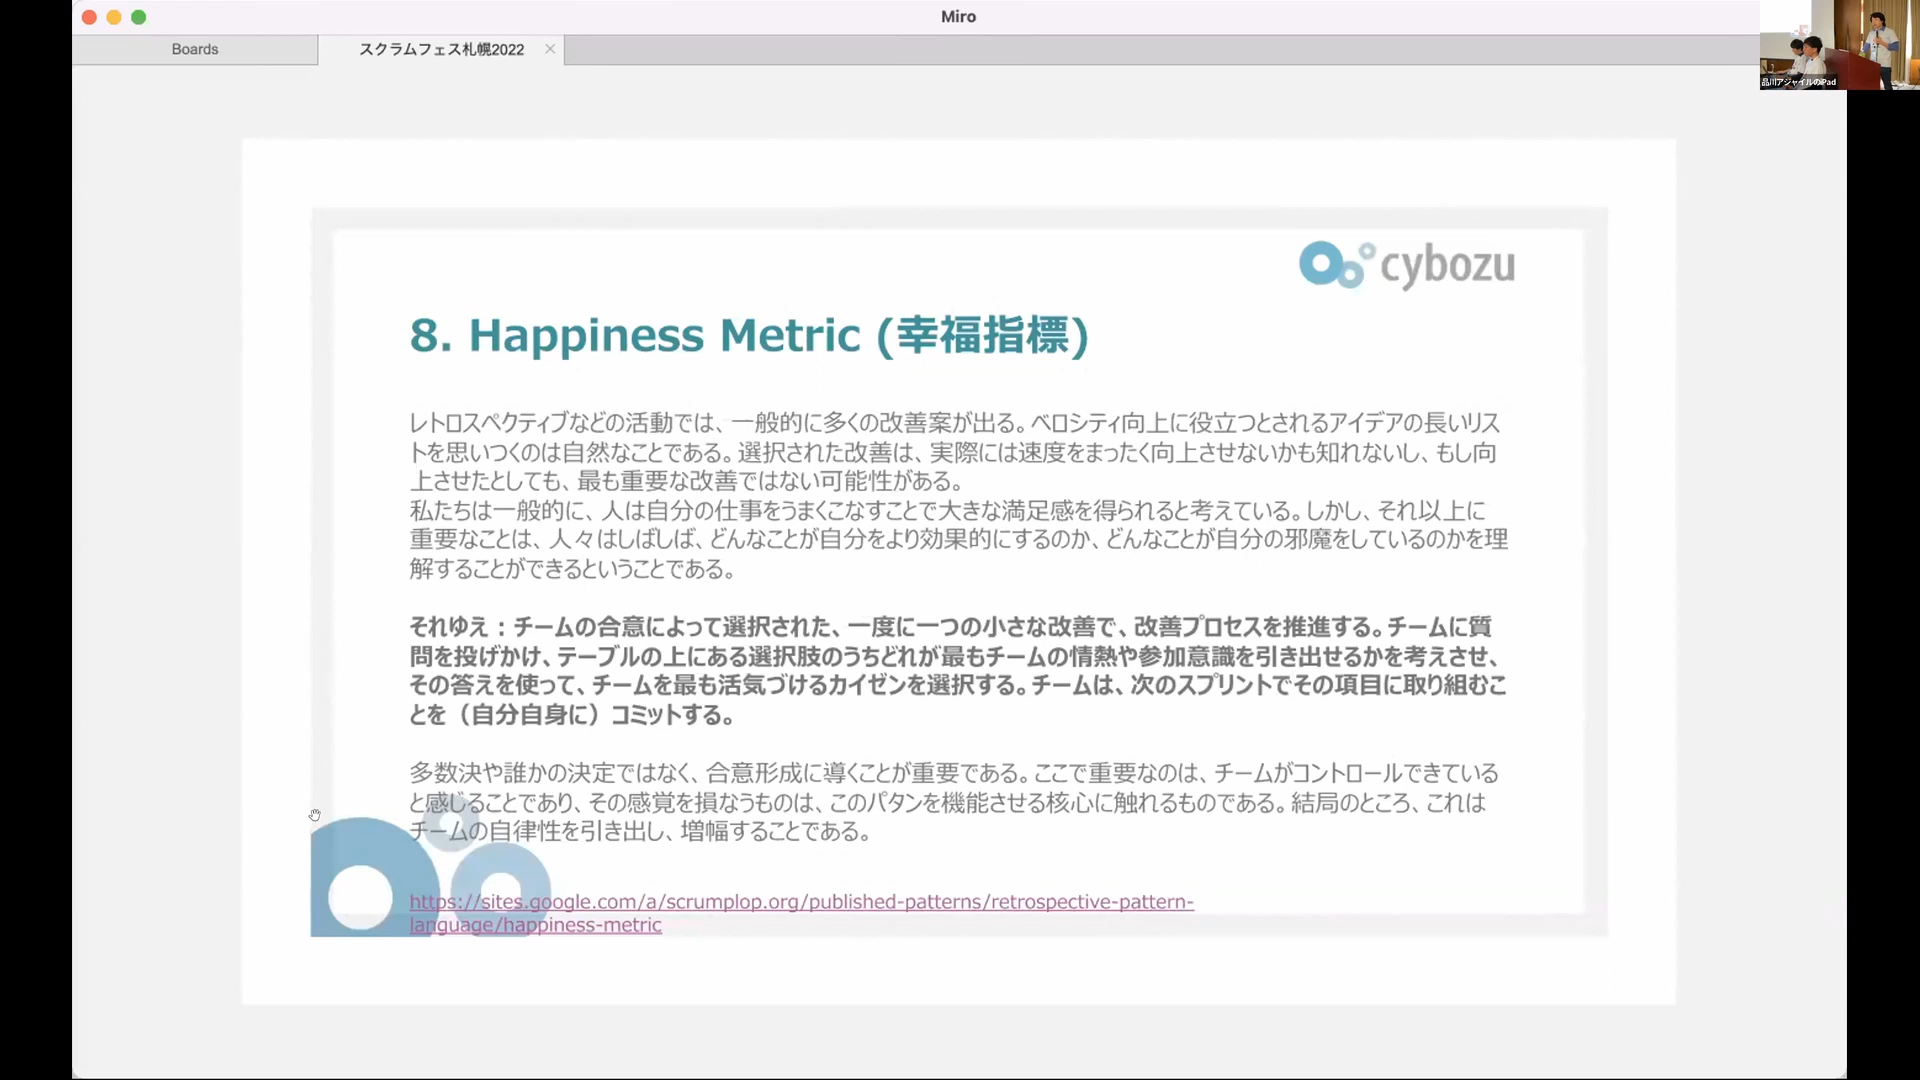 Miro
Boards
スクラムフェス札幌2022
品川アジャイルのiPad
cybozu
8. Happiness Metric (幸福指標)
レトロスペクティブなどの活動では、一般的に多くの改善案が出る。ベロシティ向上に役立つとされるアイデアの長いリス
トを思いつくのは自然なことである。選択された改善は、実際には速度をまったく向上させないかも知れないし、もし向
上させたとしても、最も重要な改善ではない可能性がある。
私たちは一般的に、人は自分の仕事をうまくこなすことで大きな満足感を得られると考えている。しかし、それ以上に
重要なことは、人々はしばしば、どんなことが自分をより効果的にするのか、どんなことが自分の邪魔をしているのかを理
解することができるということである。
それゆえ：チームの合意によって選択された、一度に一つの小さな改善で、改善プロセスを推進する。チームに質
問を投げかけ、テーブルの上にある選択肢のうちどれが最もチームの情熱や参加意識を引き出せるかを考えさせ、
その答えを使って、チームを最も活気づけるカイゼンを選択する。チームは、次のスプリントでその項目に取り組むこ
とを（自分自身に）コミットする。
多数決や誰かの決定ではなく、合意形成に導くことが重要である。ここで重要なのは、チームがコントロールできている
と感じることであり、その感覚を損なうものは、このパタンを機能させる核心に触れるものである。結局のところ、これは
チームの自律性を引き出し、増幅することである。
https://sites.google.com/a/scrumplop.org/published-patterns/retrospective-pattern-
language/happiness-metric